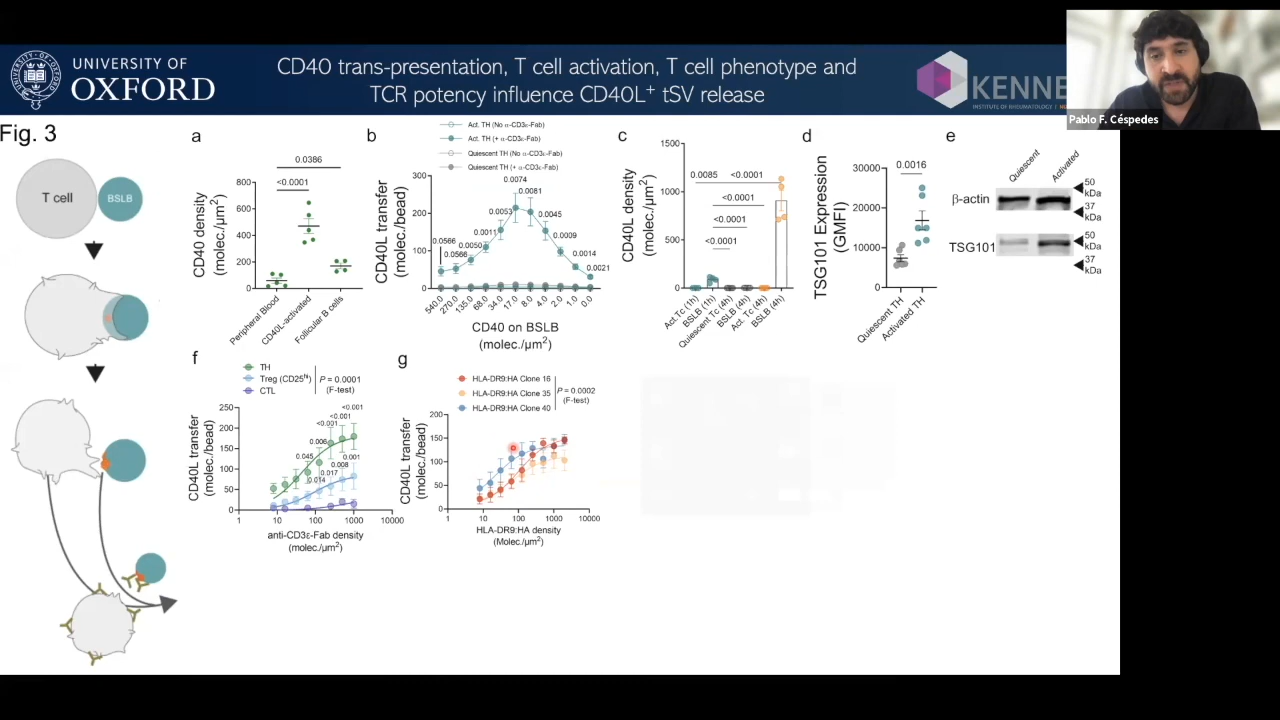 UNIVERSITY OF
OXFORD
CD40 trans-presentation, T cell activation, T cell phenotype and
TCR potency influence CD40L⁺ tSV release
KENNE
INSTITUTE OF RHEUMATOLOGY
Pablo F. Céspedes
Fig. 3
T cell
BSLB
a
CD40 density
(molec./µm²)
0.0386
<0.0001
800
600
400
200
0
Peripheral Blood
CD40L-activated
Follicular B cells
b
Act. TH (No α-CD3ε-Fab)
Act. TH (+ α-CD3ε-Fab)
Quiescent TH (No α-CD3ε-Fab)
Quiescent TH (+ α-CD3ε-Fab)
CD40L transfer
(molec./bead)
300
200
100
0
0.0566
0.0566
0.0050
0.0011
0.0053
0.0074
0.0081
0.0045
0.0009
0.0014
0.0021
540.0
270.0
135.0
68.0
34.0
17.0
8.0
4.0
2.0
1.0
0.0
CD40 on BSLB
(molec./µm²)
c
CD40L density
(molec/µm²)
1500
1000
500
0
0.0085
<0.0001
<0.0001
<0.0001
<0.0001
Act.Tc (1h)
BSLB (1h)
Quiescent Tc (4h)
BSLB (4h)
Act. Tc (4h)
BSLB (4h)
d
TSG101 Expression
(GMFI)
30000
20000
10000
0
0.0016
Quiescent TH
Activated TH
e
Quiescent
Activated
β-actin
50
kDa
37
kDa
TSG101
50
kDa
37
kDa
f
TH
Treg (CD25ʰⁱ)
CTL
P = 0.0001
(F-test)
CD40L transfer
(molec./bead)
250
200
150
100
50
0
<0.001
<0.001
<0.001
0.006
0.045
0.001
0.008
0.017
0.014
1
10
100
1000
10000
anti-CD3ε-Fab density
(molec./µm²)
g
HLA-DR9:HA Clone 16
HLA-DR9:HA Clone 35
HLA-DR9:HA Clone 40
P = 0.0002
(F-test)
CD40L transfer
(molec./bead)
200
150
100
50
0
1
10
100
1000
10000
HLA-DR9:HA density
(Molec./µm²)